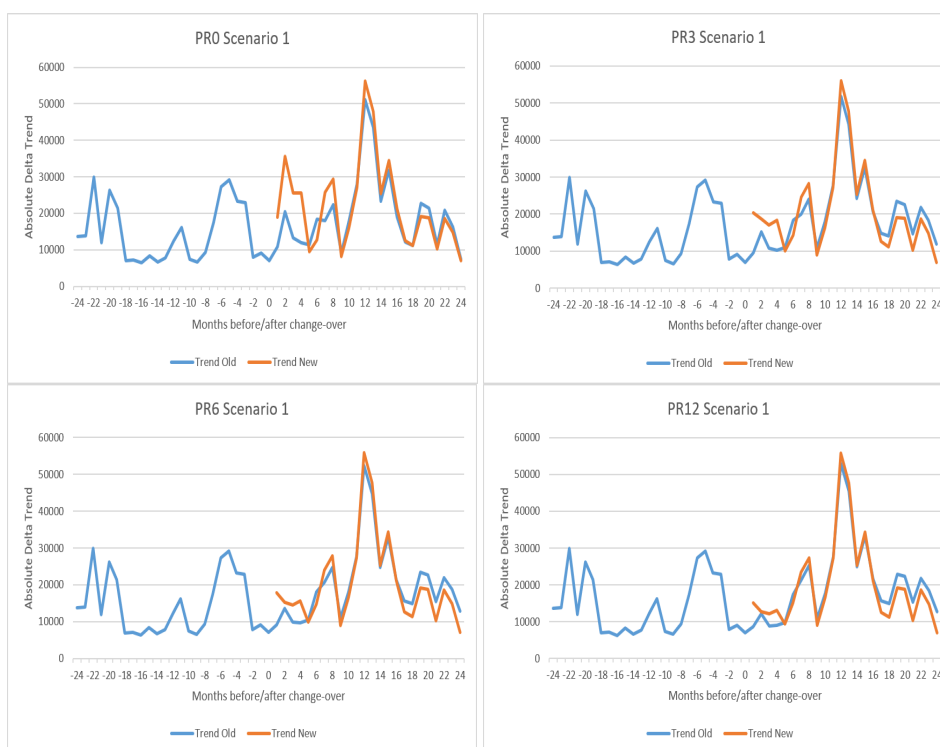 PR0 Scenario 1
Absolute Delta Trend
60000
50000
40000
30000
20000
10000
0
-24 -22 -20 -18 -16 -14 -12 -10 -8 -6 -4 -2 0 2 4 6 8 10 12 14 16 18 20 22 24
Months before/after change-over
Trend Old Trend New
PR3 Scenario 1
Absolute Delta Trend
60000
50000
40000
30000
20000
10000
0
-24 -22 -20 -18 -16 -14 -12 -10 -8 -6 -4 -2 0 2 4 6 8 10 12 14 16 18 20 22 24
Months before/after change-over
Trend Old Trend New
PR6 Scenario 1
Absolute Delta Trend
60000
50000
40000
30000
20000
10000
0
-24 -22 -20 -18 -16 -14 -12 -10 -8 -6 -4 -2 0 2 4 6 8 10 12 14 16 18 20 22 24
Months before/after change-over
Trend Old Trend New
PR12 Scenario 1
Absolute Delta Trend
60000
50000
40000
30000
20000
10000
0
-24 -22 -20 -18 -16 -14 -12 -10 -8 -6 -4 -2 0 2 4 6 8 10 12 14 16 18 20 22 24
Months before/after change-over
Trend Old Trend New